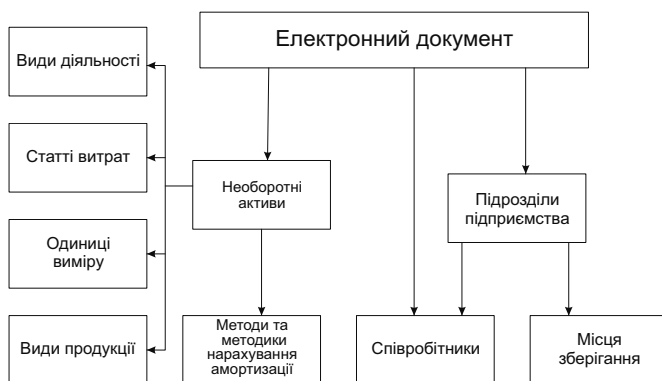 Електронний документ
Види діяльності
Статті витрат
Необоротні
активи
Підрозділи
підприємства
Одиниці
виміру
Види продукції
Методи та
методики
нарахування
амортизації
Співробітники
Місця
зберігання